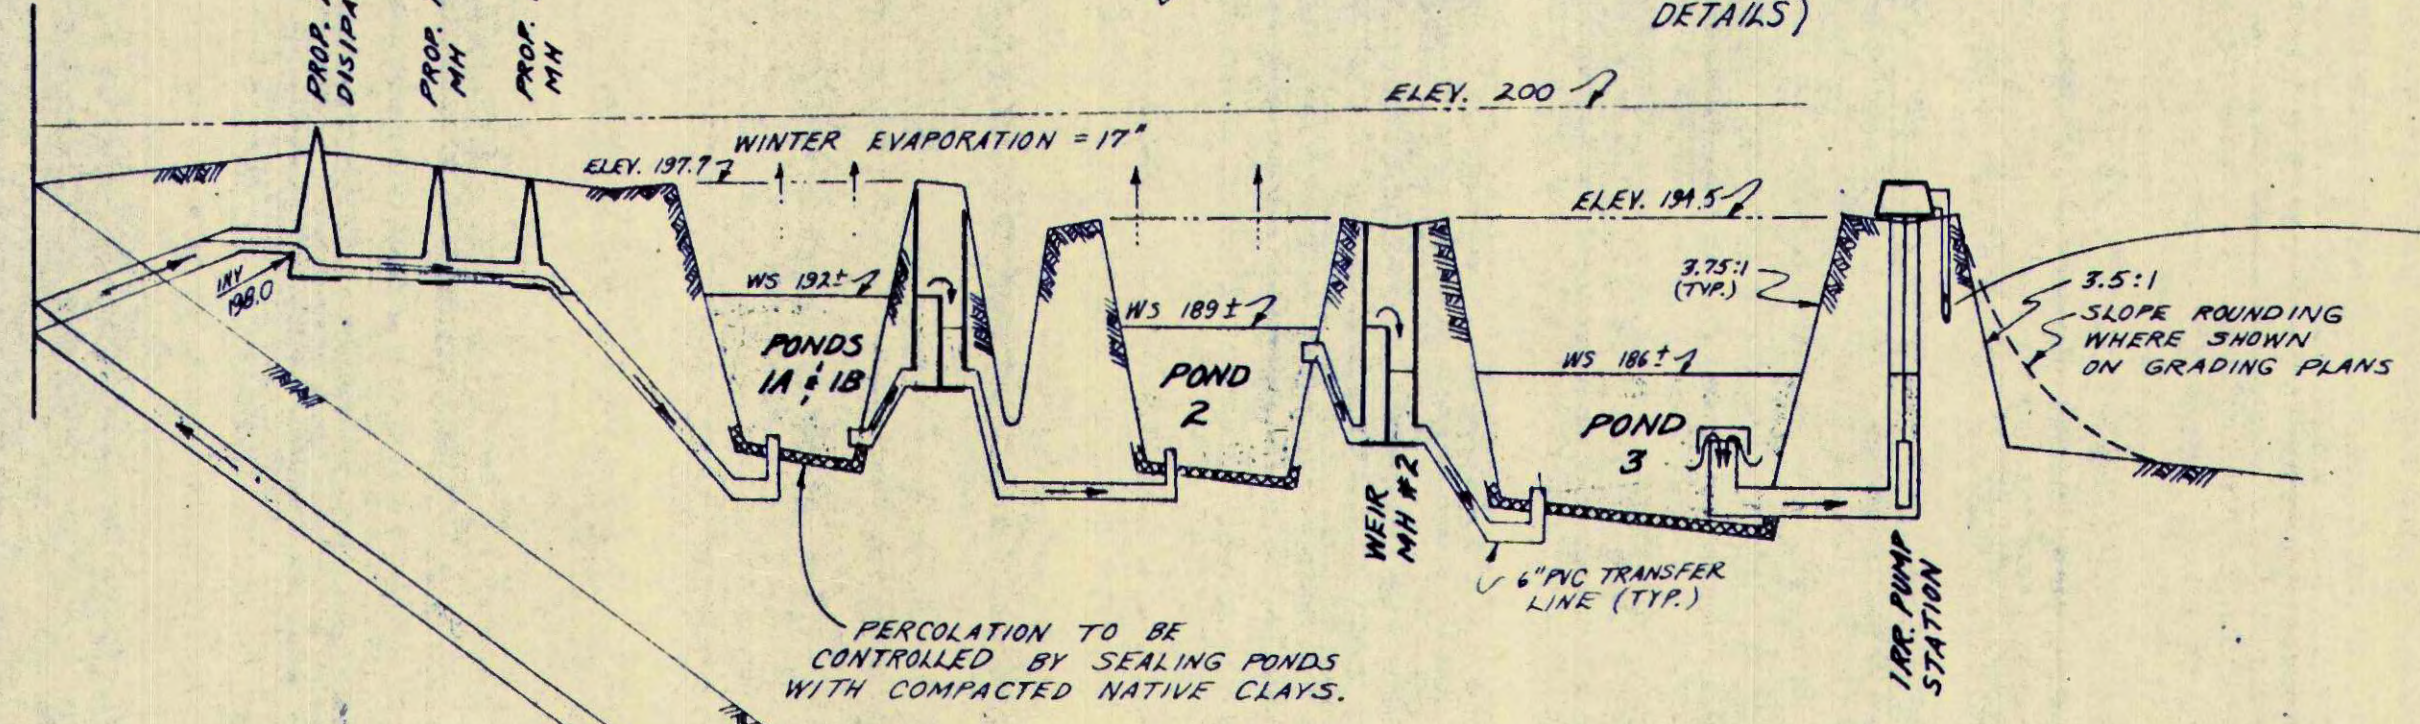 DETAILS)
PROP.
DISIPA
PROP.
MH
PROP.
MH
ELEV. 200
WINTER EVAPORATION = 17"
ELEV. 197.7
ELEV. 194.5
INV
198.0
WS 192±
PONDS
1A & 1B
WS 189±
POND
2
WS 186±
POND
3
3.75:1
(TYP.)
3.5:1
SLOPE ROUNDING
WHERE SHOWN
ON GRADING PLANS
WEIR
MH #2
6" PVC TRANSFER
LINE (TYP.)
IRR. PUMP
STATION
PERCOLATION TO BE
CONTROLLED BY SEALING PONDS
WITH COMPACTED NATIVE CLAYS.